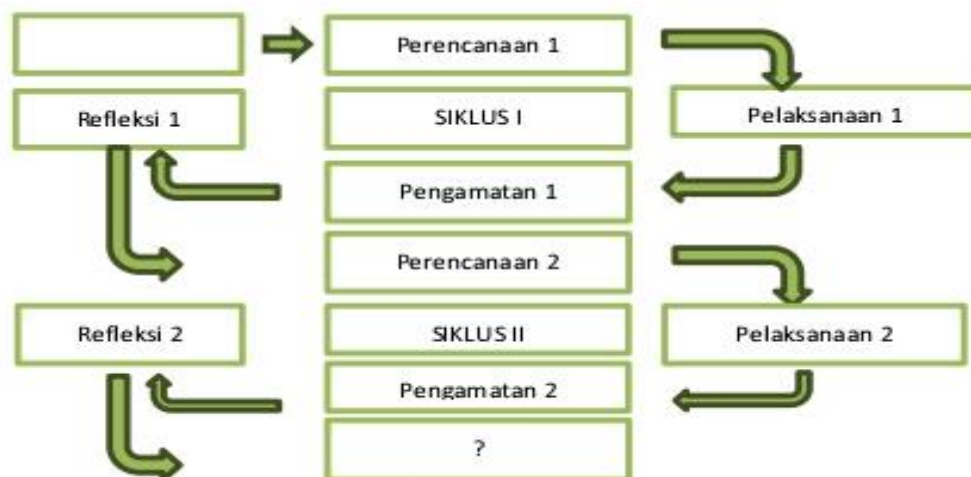 Perencanaan 1
Refleksi 1
SIKLUS I
Pelaksanaan 1
Pengamatan 1
Perencanaan 2
Refleksi 2
SIKLUS II
Pelaksanaan 2
Pengamatan 2
?